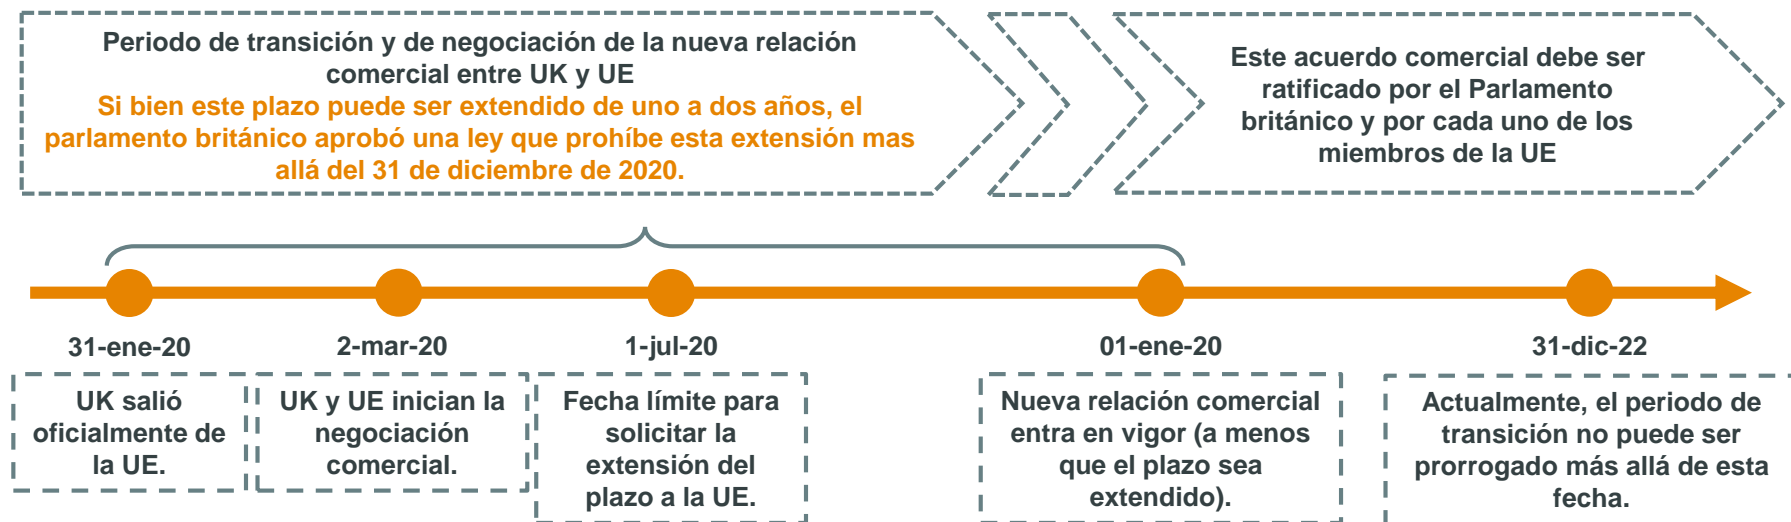 Periodo de transición y de negociación de la nueva relación
comercial entre UK y UE
Si bien este plazo puede ser extendido de uno a dos años, el
parlamento británico aprobó una ley que prohíbe esta extensión mas
allá del 31 de diciembre de 2020.
Este acuerdo comercial debe ser
ratificado por el Parlamento
británico y por cada uno de los
miembros de la UE
31-ene-20
2-mar-20
1-jul-20
01-ene-20
31-dic-22
UK salió
oficialmente de
la UE.
UK y UE inician la
negociación
comercial.
Fecha límite para
solicitar la
extensión del
plazo a la UE.
Nueva relación comercial
entra en vigor (a menos
que el plazo sea
extendido).
Actualmente, el periodo de
transición no puede ser
prorrogado más allá de esta
fecha.